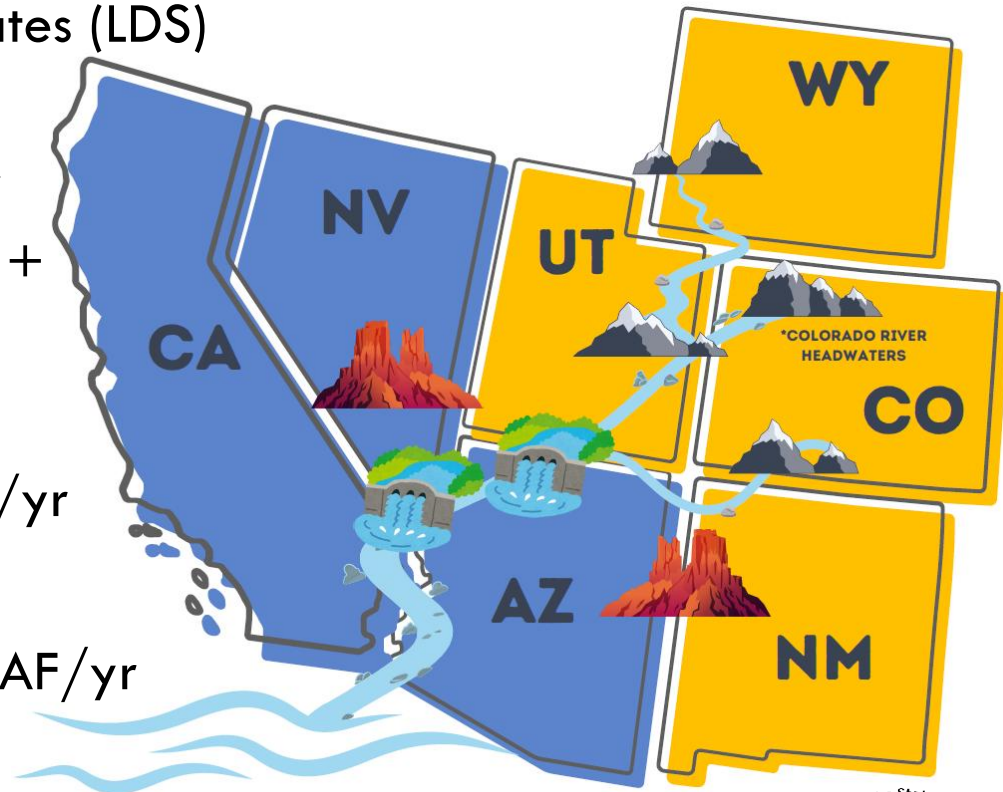 ates (LDS)
WY
NV
+
UT
CA
*COLORADO RIVER
HEADWATERS
CO
/yr
AZ
AF/yr
NM